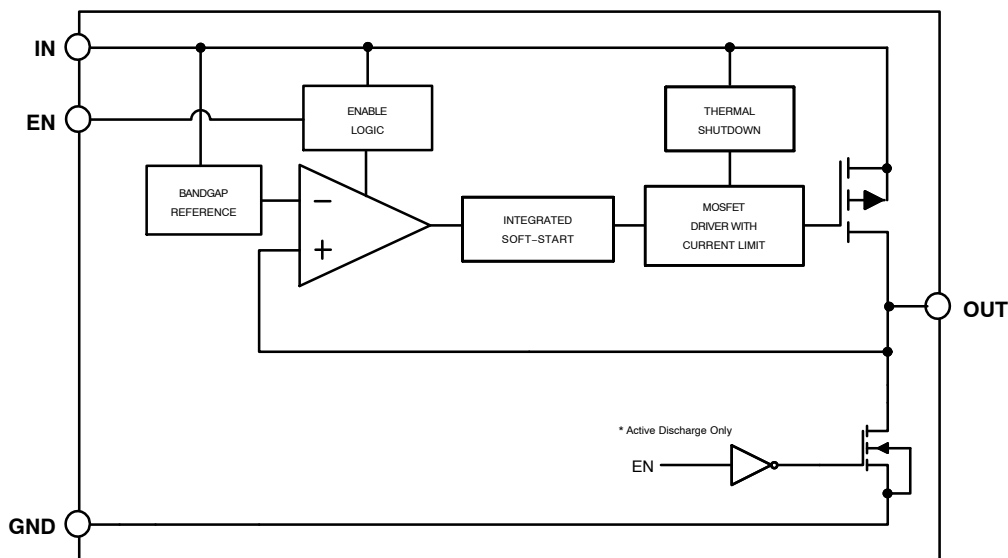 IN
EN
ENABLE
LOGIC
THERMAL
SHUTDOWN
BANDGAP
REFERENCE
−
+
INTEGRATED
SOFT−START
MOSFET
DRIVER WITH
CURRENT LIMIT
OUT
* Active Discharge Only
EN
GND